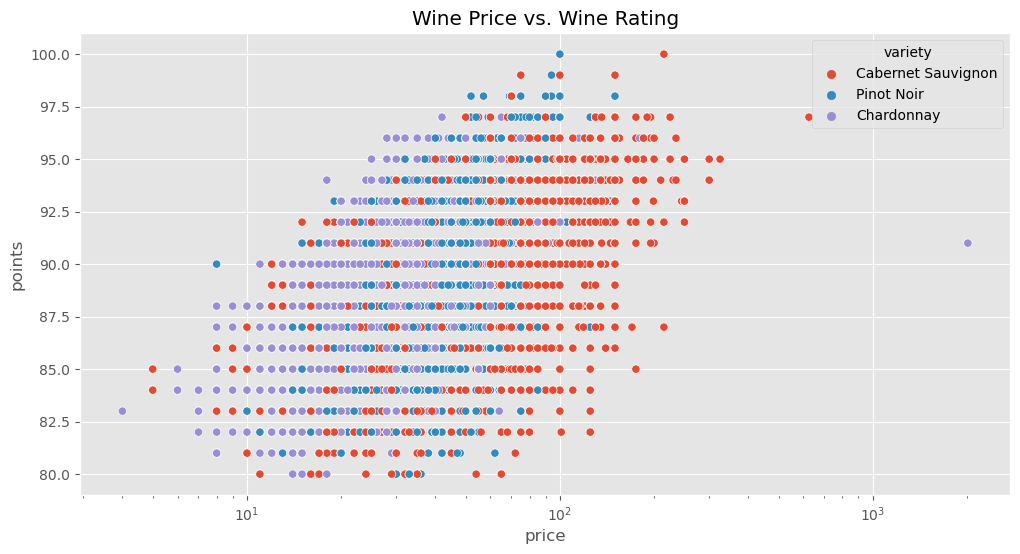 Wine Price vs. Wine Rating
variety
Cabernet Sauvignon
Pinot Noir
Chardonnay
points
100.0
97.5
95.0
92.5
90.0
87.5
85.0
82.5
80.0
10¹
10²
10³
price